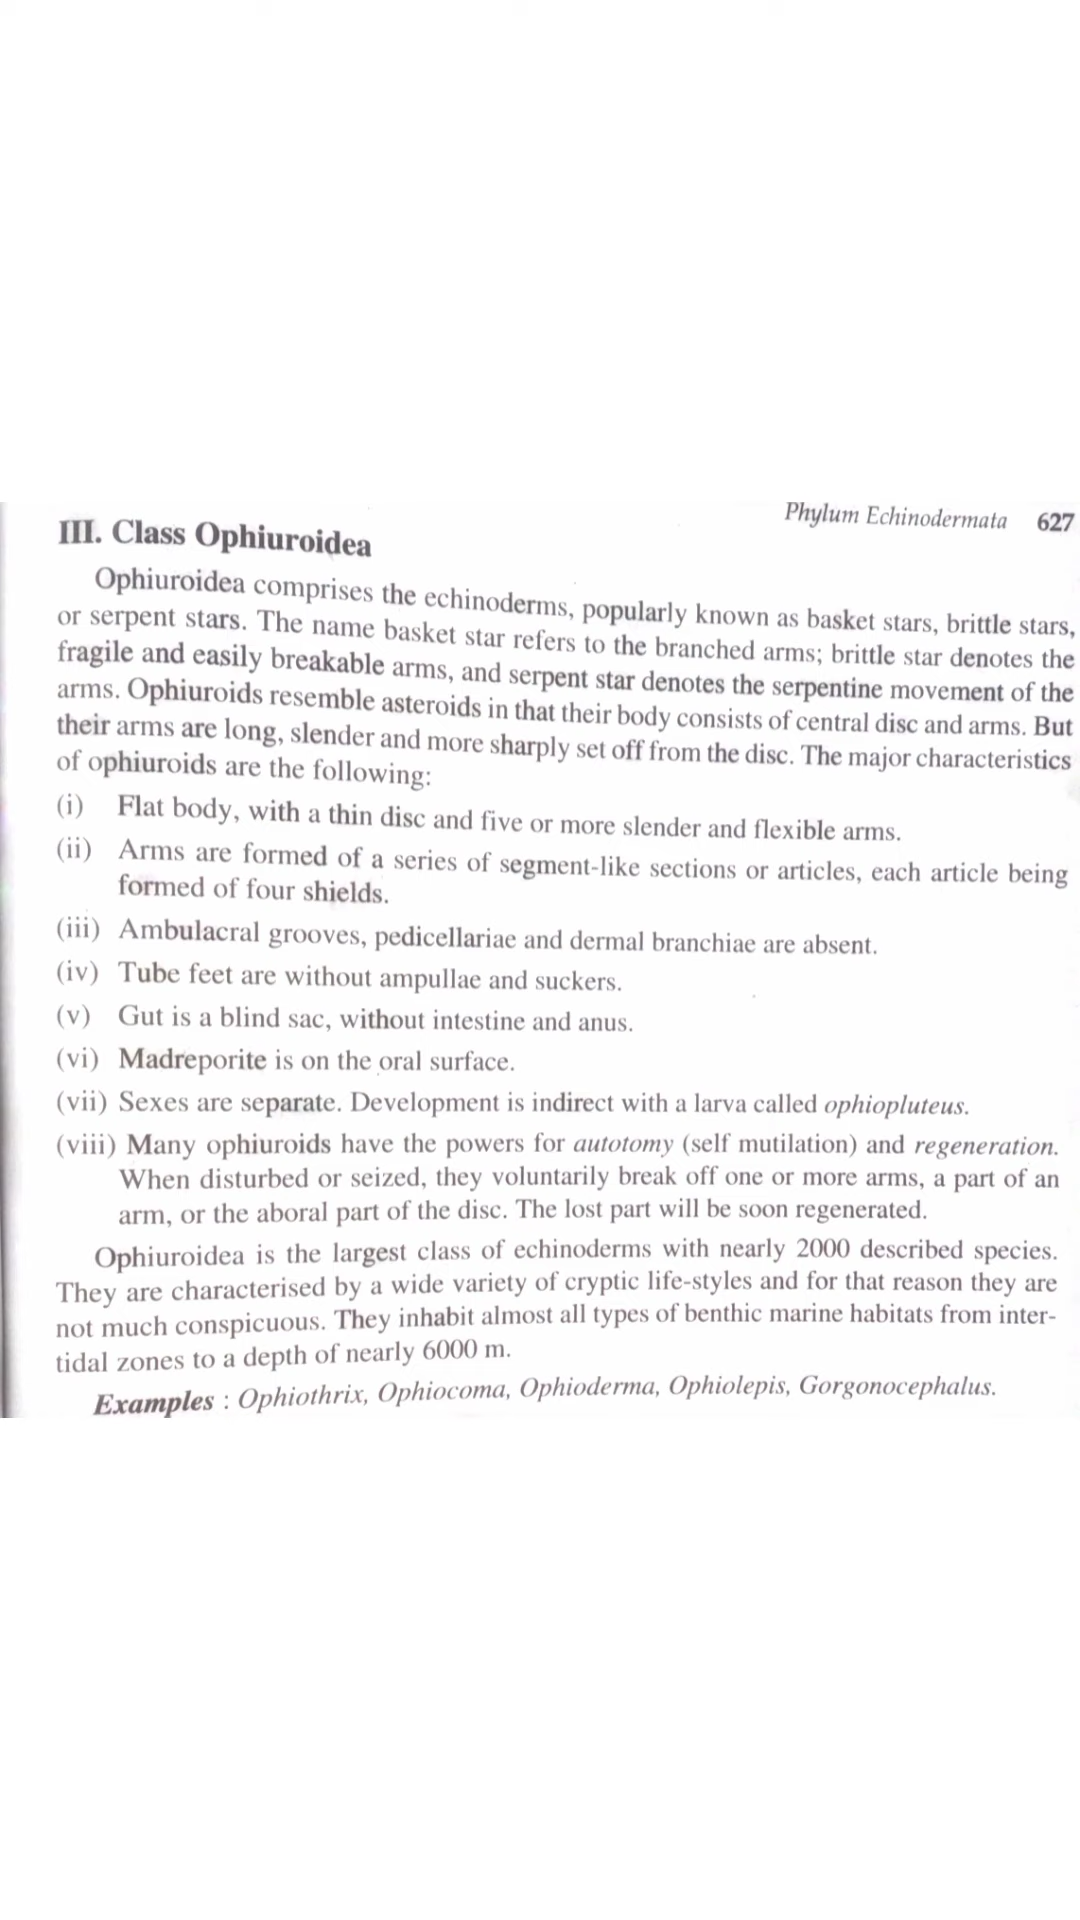 Phylum Echinodermata 627
III. Class Ophiuroidea
Ophiuroidea comprises the echinoderms, popularly known as basket stars, brittle stars,
or serpent stars. The name basket star refers to the branched arms; brittle star denotes the
fragile and easily breakable arms, and serpent star denotes the serpentine movement of the
arms. Ophiuroids resemble asteroids in that their body consists of central disc and arms. But
their arms are long, slender and more sharply set off from the disc. The major characteristics
of ophiuroids are the following:
(i) Flat body, with a thin disc and five or more slender and flexible arms.
(ii) Arms are formed of a series of segment-like sections or articles, each article being
formed of four shields.
(iii) Ambulacral grooves, pedicellariae and dermal branchiae are absent.
(iv) Tube feet are without ampullae and suckers.
(v) Gut is a blind sac, without intestine and anus.
(vi) Madreporite is on the oral surface.
(vii) Sexes are separate. Development is indirect with a larva called ophiopluteus.
(viii) Many ophiuroids have the powers for autotomy (self mutilation) and regeneration.
When disturbed or seized, they voluntarily break off one or more arms, a part of an
arm, or the aboral part of the disc. The lost part will be soon regenerated.
Ophiuroidea is the largest class of echinoderms with nearly 2000 described species.
They are characterised by a wide variety of cryptic life-styles and for that reason they are
not much conspicuous. They inhabit almost all types of benthic marine habitats from inter-
tidal zones to a depth of nearly 6000 m.
Examples : Ophiothrix, Ophiocoma, Ophioderma, Ophiolepis, Gorgonocephalus.